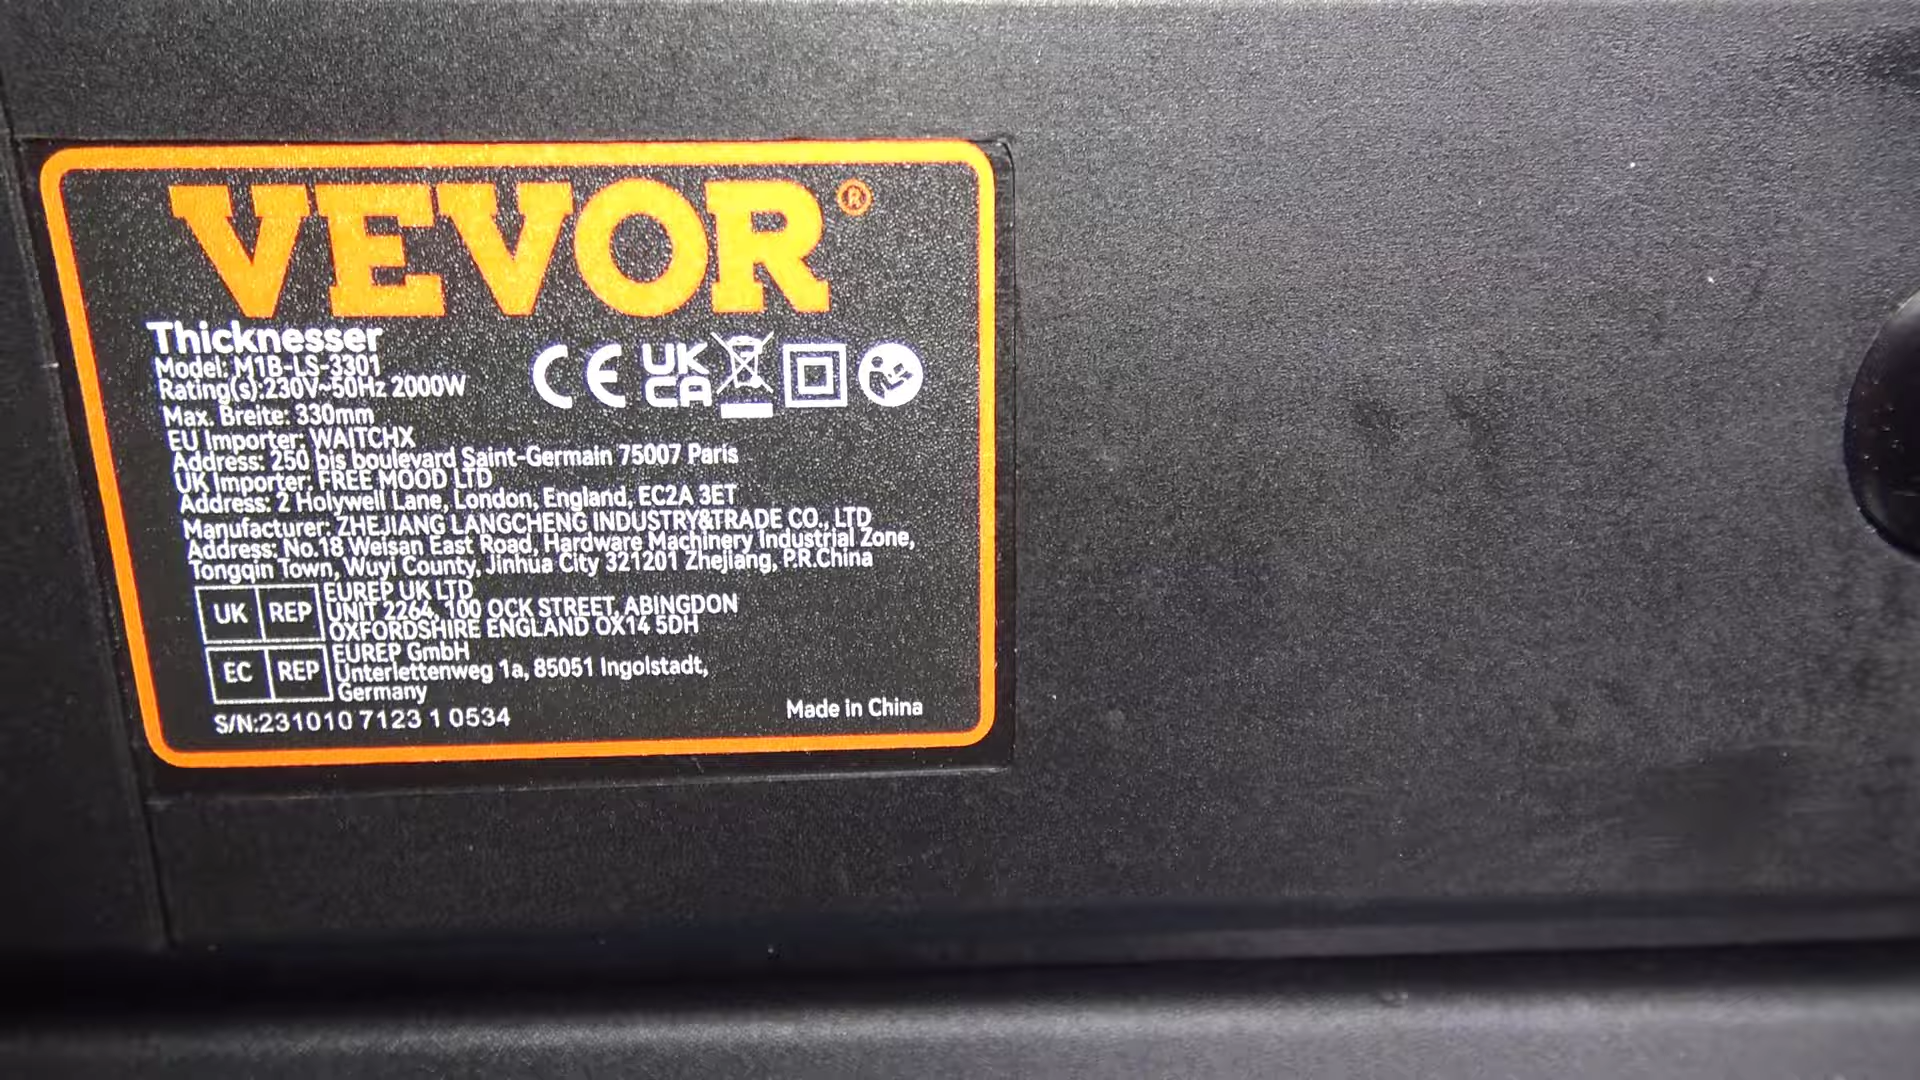 VEVOR®
Thicknesser
Model: M1B-LS-3301
Rating(s):230V~50Hz 2000W
Max. Breite: 330mm
CE UK CA
EU Importer: WAITCHX
Address: 250 bis boulevard Saint-Germain 75007 Paris
UK Importer: FREE MOOD LTD
Address: 2 Holywell Lane, London, England, EC2A 3ET
Manufacturer: ZHEJIANG LANGCHENG INDUSTRY&TRADE CO., LTD
Address: No.18 Weisan East Road, Hardware Machinery Industrial Zone,
Tongqin Town, Wuyi County, Jinhua City 321201 Zhejiang, P.R.China
UK REP
EUREP UK LTD
UNIT 2264, 100 OCK STREET, ABINGDON
OXFORDSHIRE ENGLAND OX14 5DH
EC REP
EUREP GmbH
Unterlettenweg 1a, 85051 Ingolstadt,
Germany
S/N:231010 7123 1 0534
Made in China